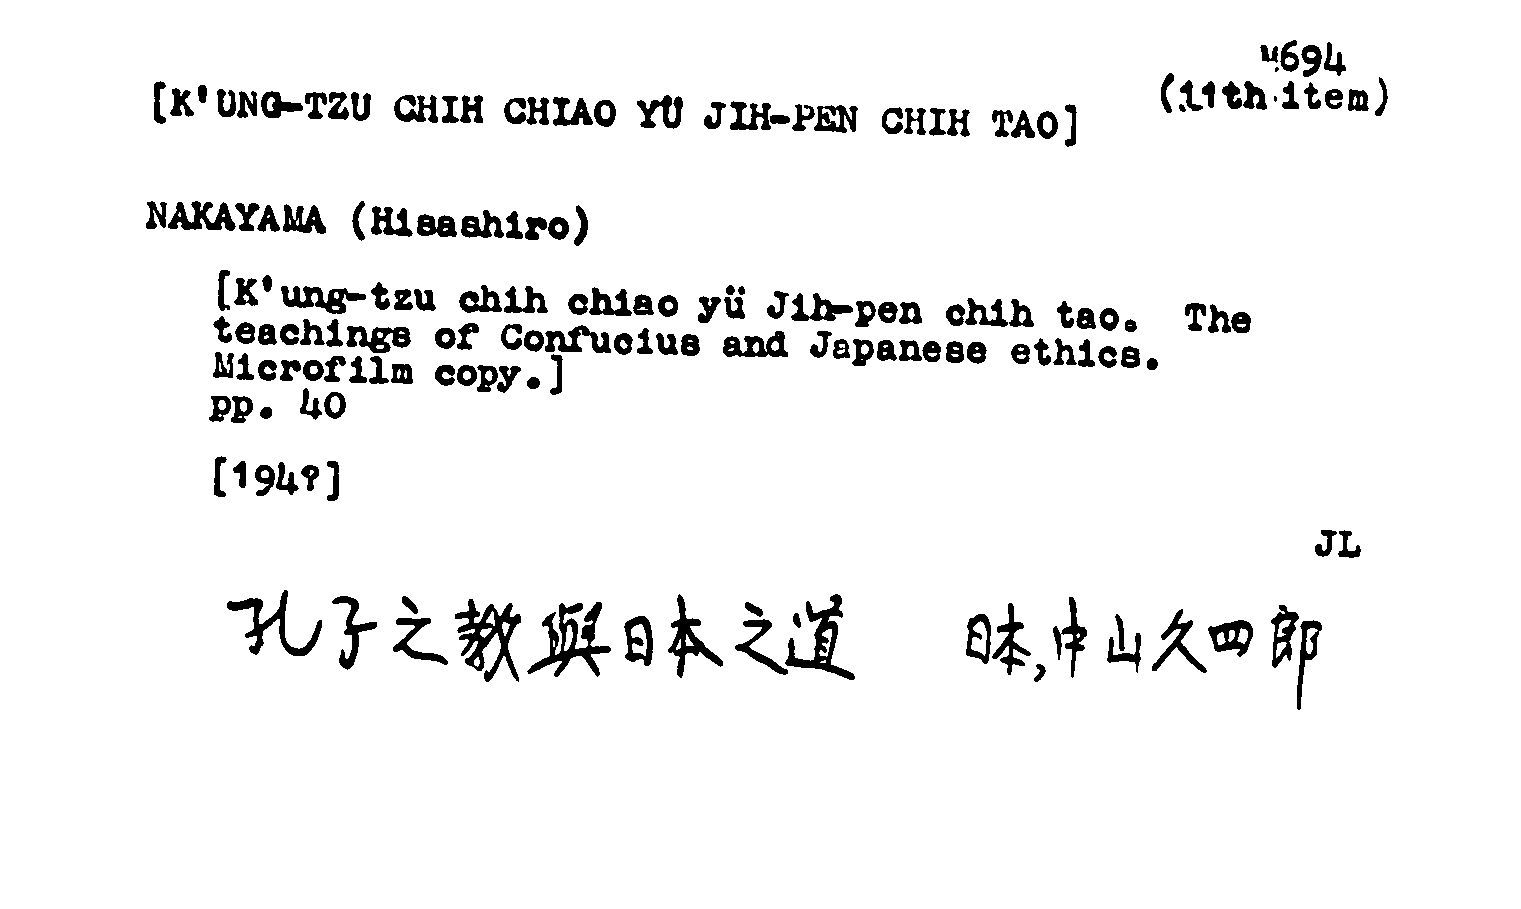 4694
(11th item)
[K'UNG-TZU CHIH CHIAO YÜ JIH-PEN CHIH TAO]
NAKAYAMA (Hisashiro)
[K'ung-tzu chih chiao yü Jih-pen chih tao. The
teachings of Confucius and Japanese ethics.
Microfilm copy.]
pp. 40
[194?]
JL
孔子之教與日本之道 日本,中山久四郎